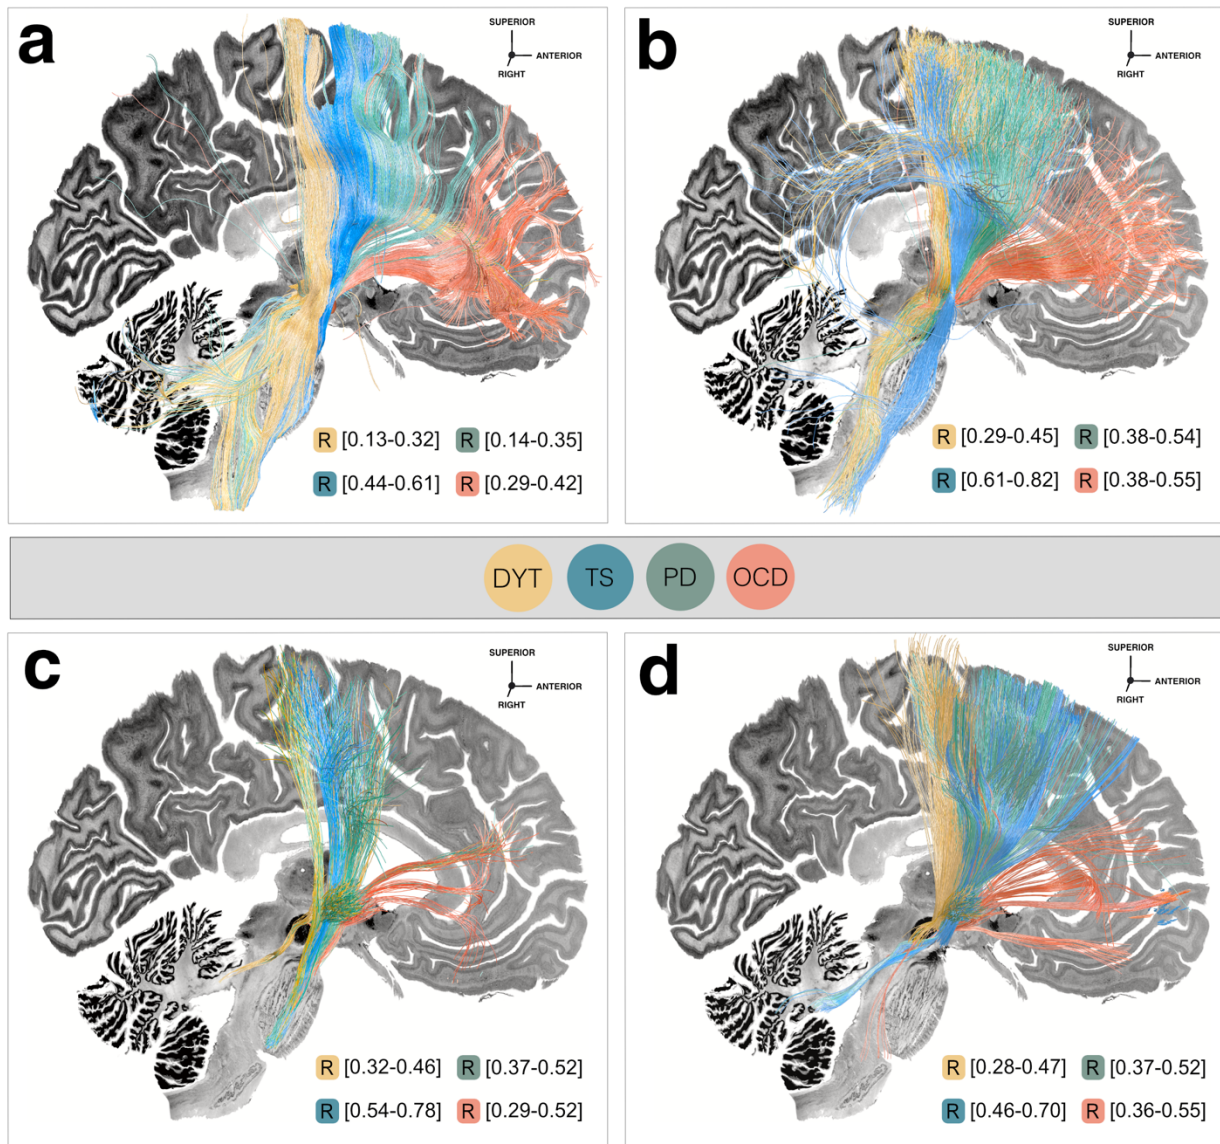 a
SUPERIOR
ANTERIOR
RIGHT
R [0.13-0.32] R [0.14-0.35]
R [0.44-0.61] R [0.29-0.42]
b
SUPERIOR
ANTERIOR
RIGHT
R [0.29-0.45] R [0.38-0.54]
R [0.61-0.82] R [0.38-0.55]
DYT TS PD OCD
c
SUPERIOR
ANTERIOR
RIGHT
R [0.32-0.46] R [0.37-0.52]
R [0.54-0.78] R [0.29-0.52]
d
SUPERIOR
ANTERIOR
RIGHT
R [0.28-0.47] R [0.37-0.52]
R [0.46-0.70] R [0.36-0.55]